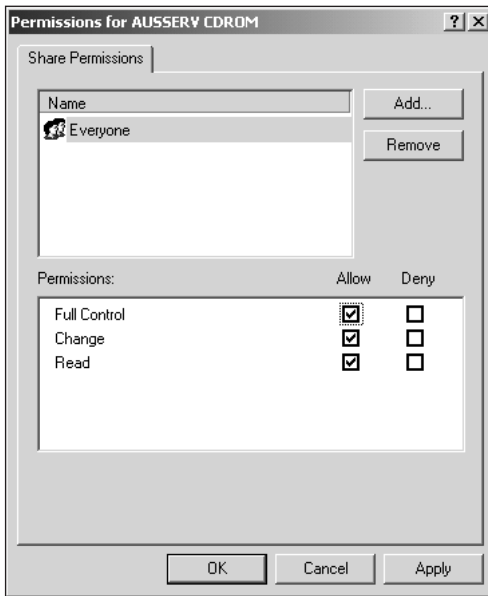 Permissions for AUSSERV CDROM
Share Permissions
Name
Add...
Everyone
Remove
Permissions: Allow Deny
Full Control
Change
Read
OK Cancel Apply